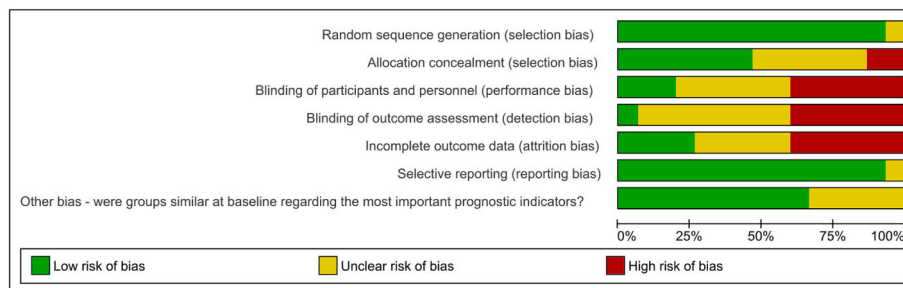 Random sequence generation (selection bias)
Allocation concealment (selection bias)
Blinding of participants and personnel (performance bias)
Blinding of outcome assessment (detection bias)
Incomplete outcome data (attrition bias)
Selective reporting (reporting bias)
Other bias - were groups similar at baseline regarding the most important prognostic indicators?
0% 25% 50% 75% 100%
Low risk of bias Unclear risk of bias High risk of bias